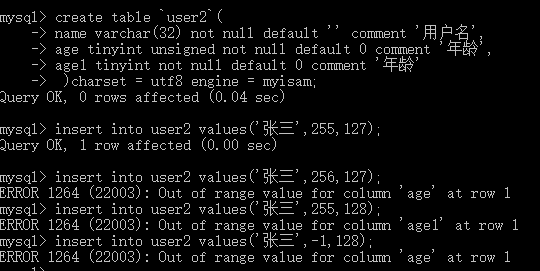 mysql> create table `user2`(
    -> name varchar(32) not null default '' comment '用户名',
    -> age tinyint unsigned not null default 0 comment '年龄',
    -> age1 tinyint not null default 0 comment '年龄'
    -> )charset = utf8 engine = myisam;
Query OK, 0 rows affected (0.04 sec)
mysql> insert into user2 values('张三',255,127);
Query OK, 1 row affected (0.00 sec)
mysql> insert into user2 values('张三',256,127);
ERROR 1264 (22003): Out of range value for column 'age' at row 1
mysql> insert into user2 values('张三',255,128);
ERROR 1264 (22003): Out of range value for column 'age1' at row 1
mysql> insert into user2 values('张三',-1,128);
ERROR 1264 (22003): Out of range value for column 'age' at row 1